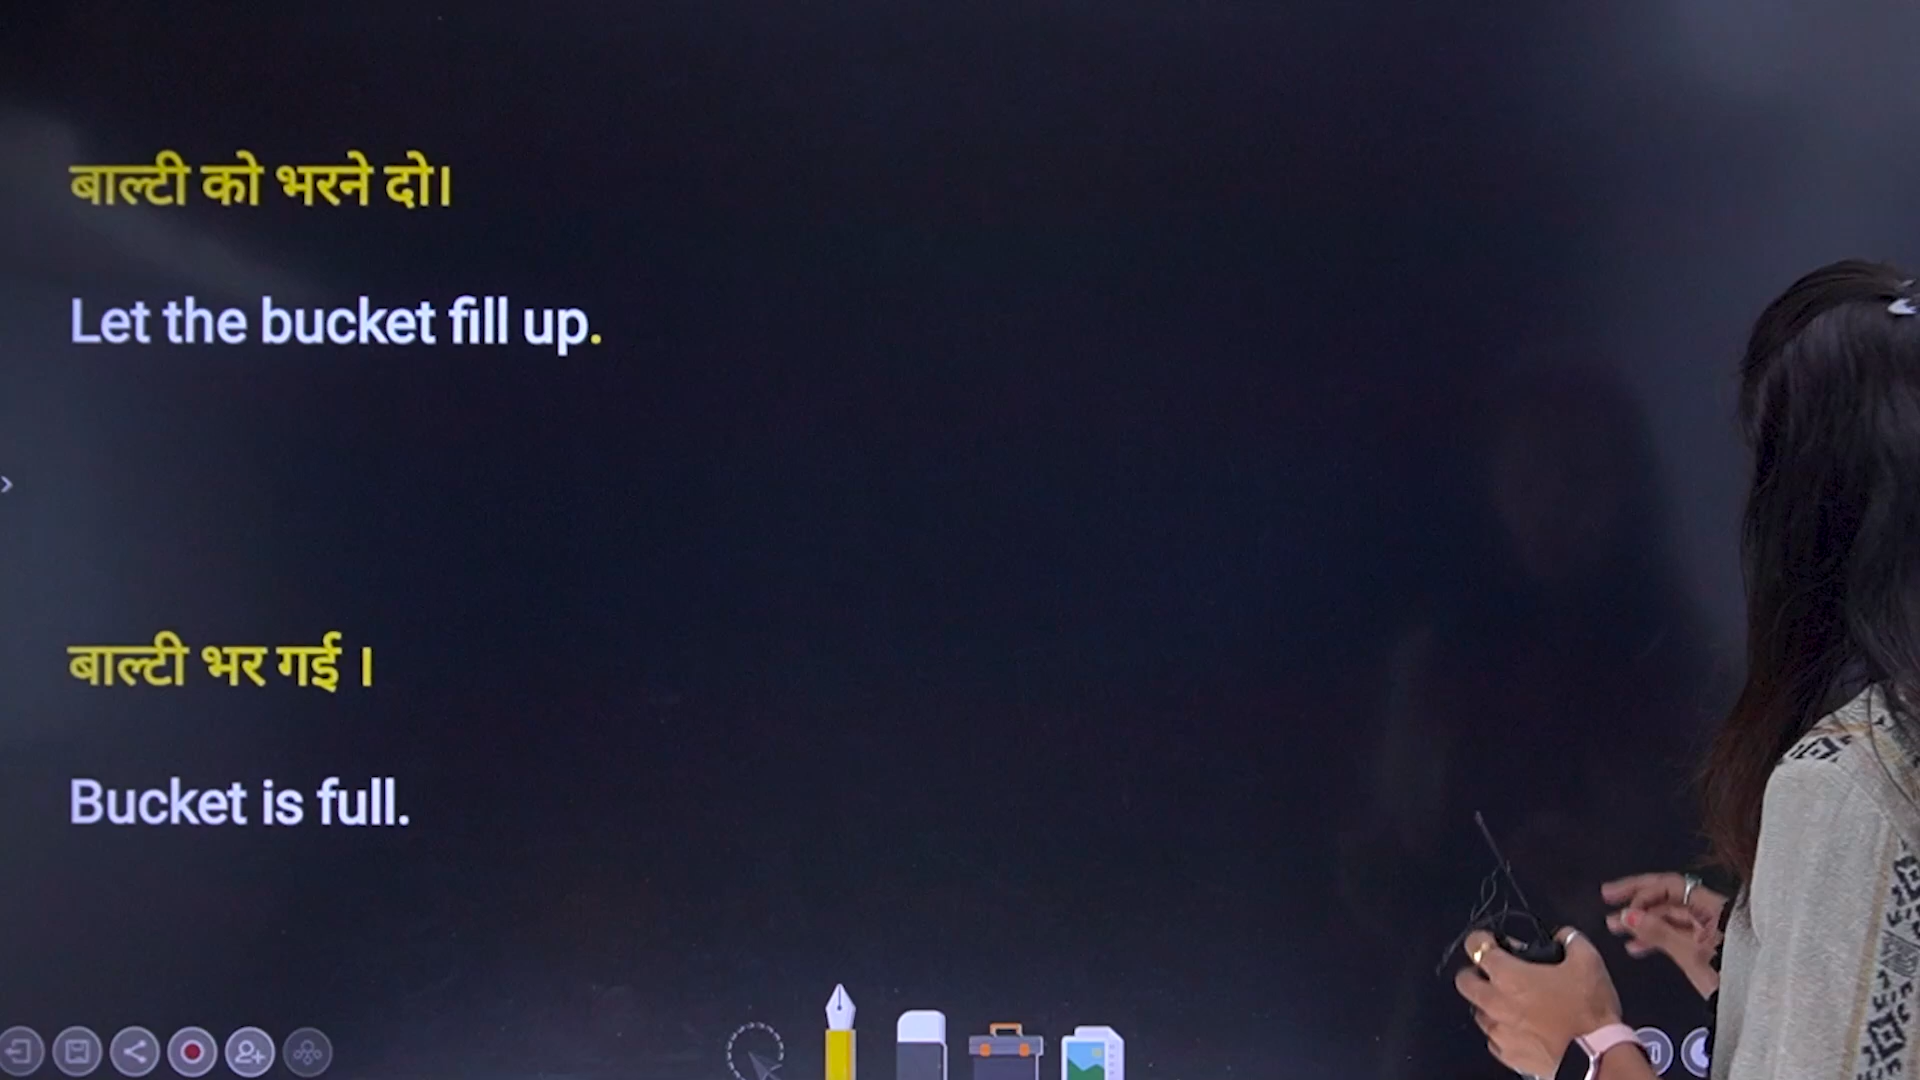 बाल्टी को भरने दो।
Let the bucket fill up.
बाल्टी भर गई ।
Bucket is full.